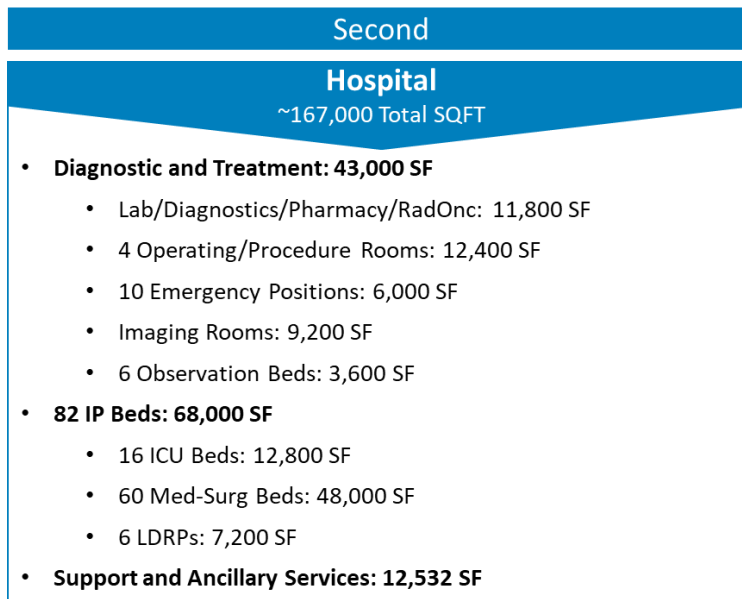 Second
Hospital
~167,000 Total SQFT
• Diagnostic and Treatment: 43,000 SF
• Lab/Diagnostics/Pharmacy/RadOnc: 11,800 SF
• 4 Operating/Procedure Rooms: 12,400 SF
• 10 Emergency Positions: 6,000 SF
• Imaging Rooms: 9,200 SF
• 6 Observation Beds: 3,600 SF
• 82 IP Beds: 68,000 SF
• 16 ICU Beds: 12,800 SF
• 60 Med-Surg Beds: 48,000 SF
• 6 LDRPs: 7,200 SF
• Support and Ancillary Services: 12,532 SF